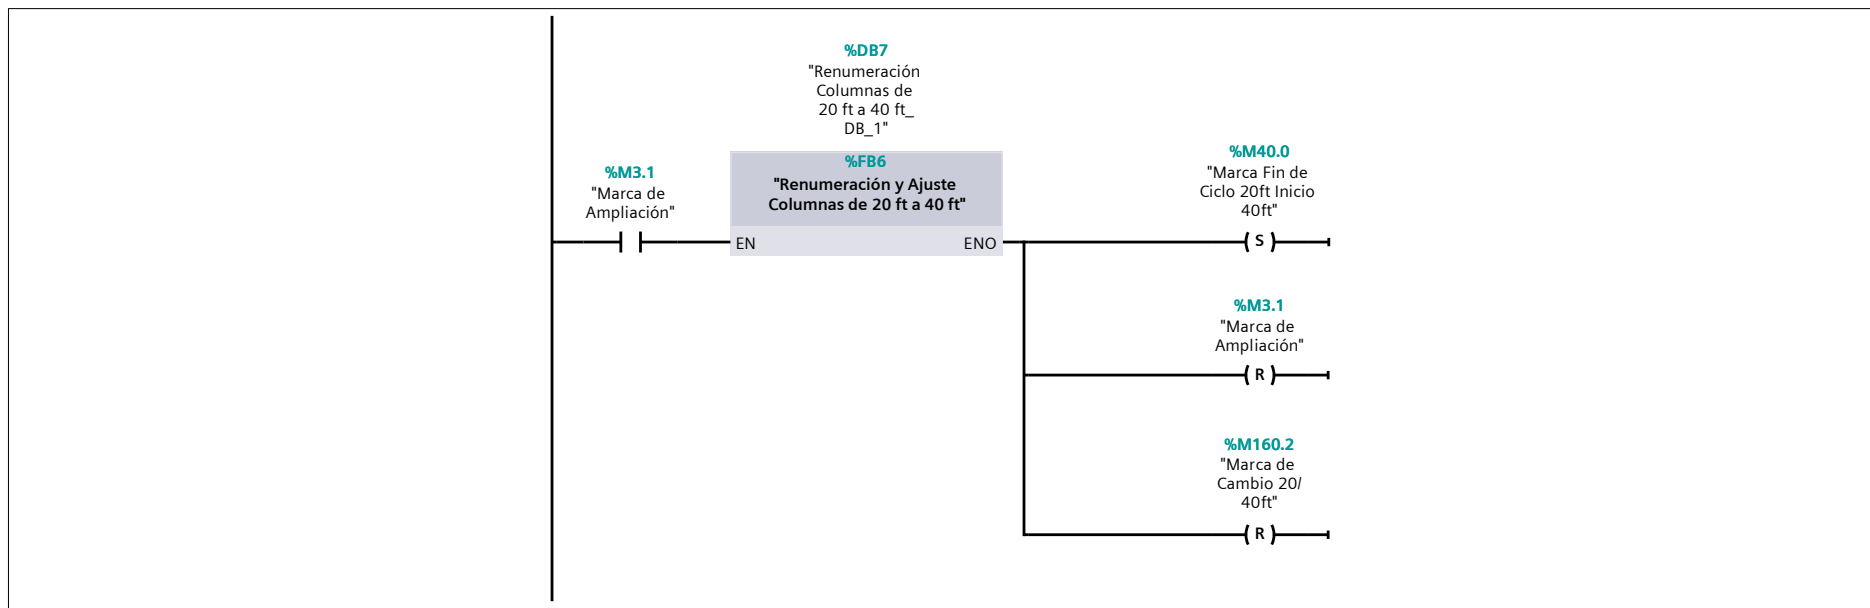 %DB7
"Renumeración
Columnas de
20 ft a 40 ft_
DB_1"
%FB6
"Renumeración y Ajuste
Columnas de 20 ft a 40 ft"
%M3.1
"Marca de
Ampliación"
EN
ENO
%M40.0
"Marca Fin de
Ciclo 20ft Inicio
40ft"
S
%M3.1
"Marca de
Ampliación"
R
%M160.2
"Marca de
Cambio 20/
40ft"
R